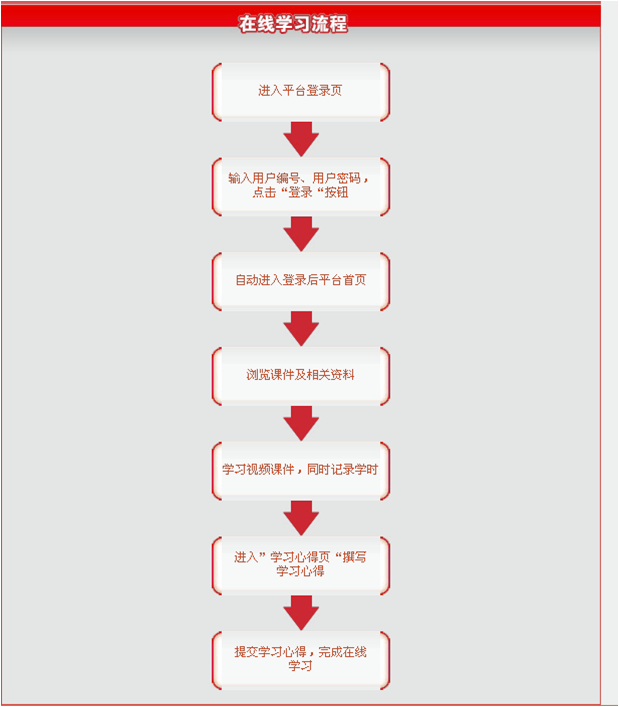 在线学习流程
进入平台登录页
输入用户编号、用户密码，
点击“登录“按钮
自动进入登录后平台首页
浏览课件及相关资料
学习视频课件，同时记录学时
进入”学习心得页“撰写
学习心得
提交学习心得，完成在线
学习